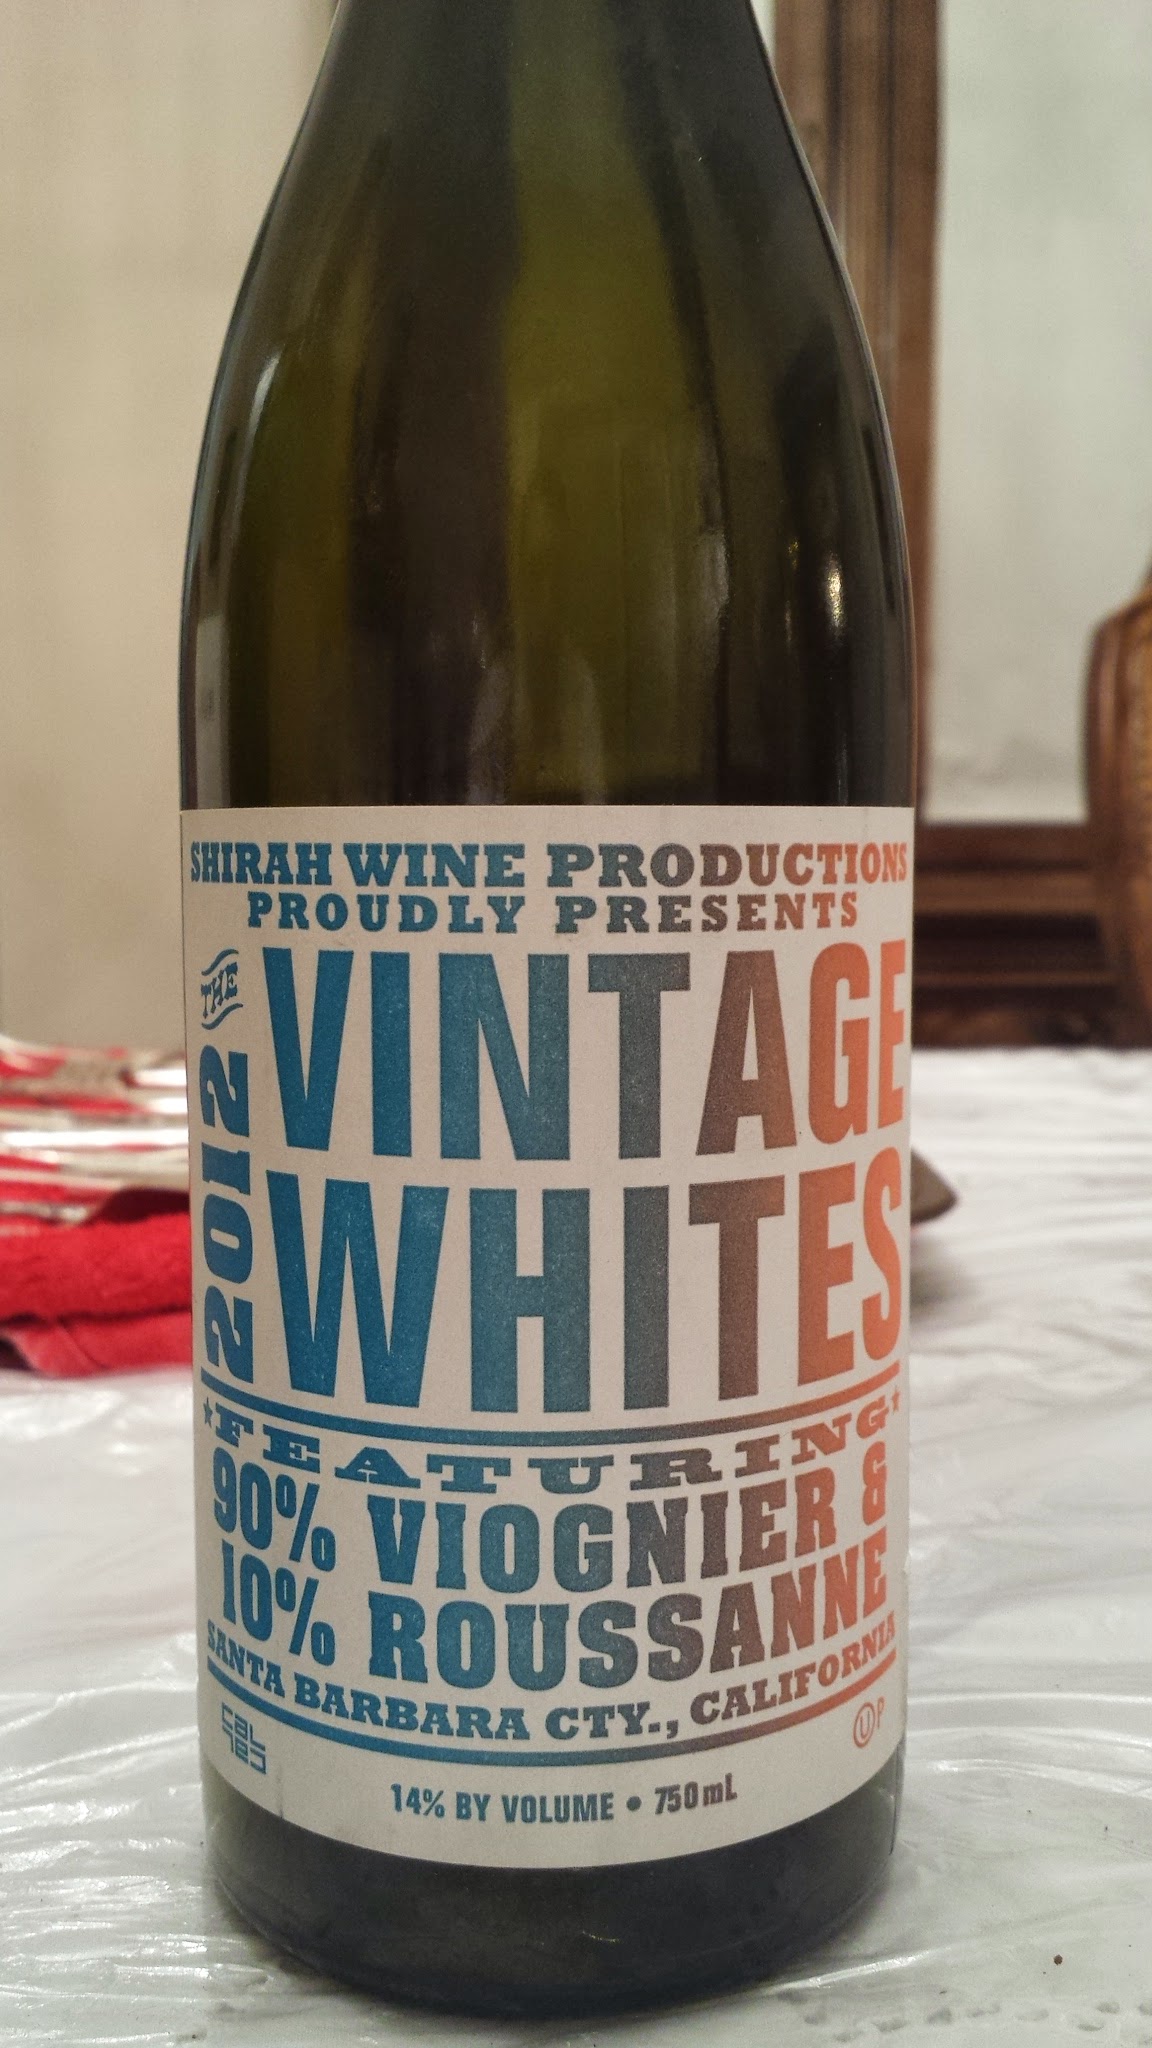 SHIRAH WINE PRODUCTIONS
PROUDLY PRESENTS
THE
2012
VINTAGE
WHITES
FEATURING
90% VIOGNIER &
10% ROUSSANNE
SANTA BARBARA CTY., CALIFORNIA
U P
14% BY VOLUME • 750mL